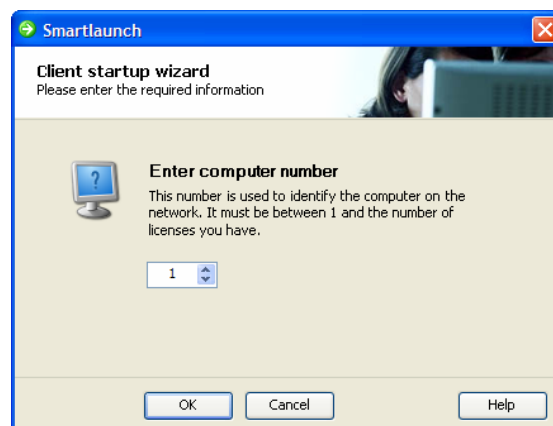 Smartlaunch
Client startup wizard
Please enter the required information
?
Enter computer number
This number is used to identify the computer on the
network. It must be between 1 and the number of
licenses you have.
1
OK Cancel Help